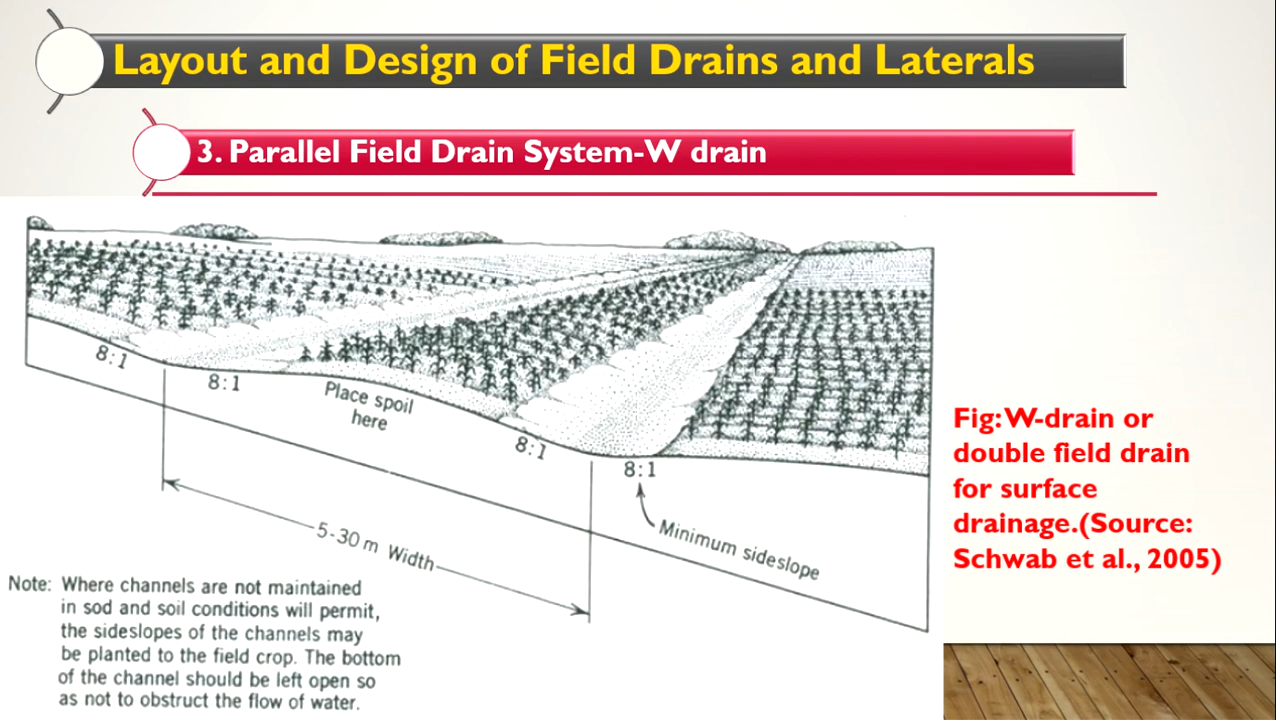 Layout and Design of Field Drains and Laterals
3. Parallel Field Drain System-W drain
8:1
8:1
Place spoil
here
8:1
8:1
5-30 m Width
Minimum sideslope
Note: Where channels are not maintained
in sod and soil conditions will permit,
the sideslopes of the channels may
be planted to the field crop. The bottom
of the channel should be left open so
as not to obstruct the flow of water.
Fig:W-drain or
double field drain
for surface
drainage.(Source:
Schwab et al., 2005)